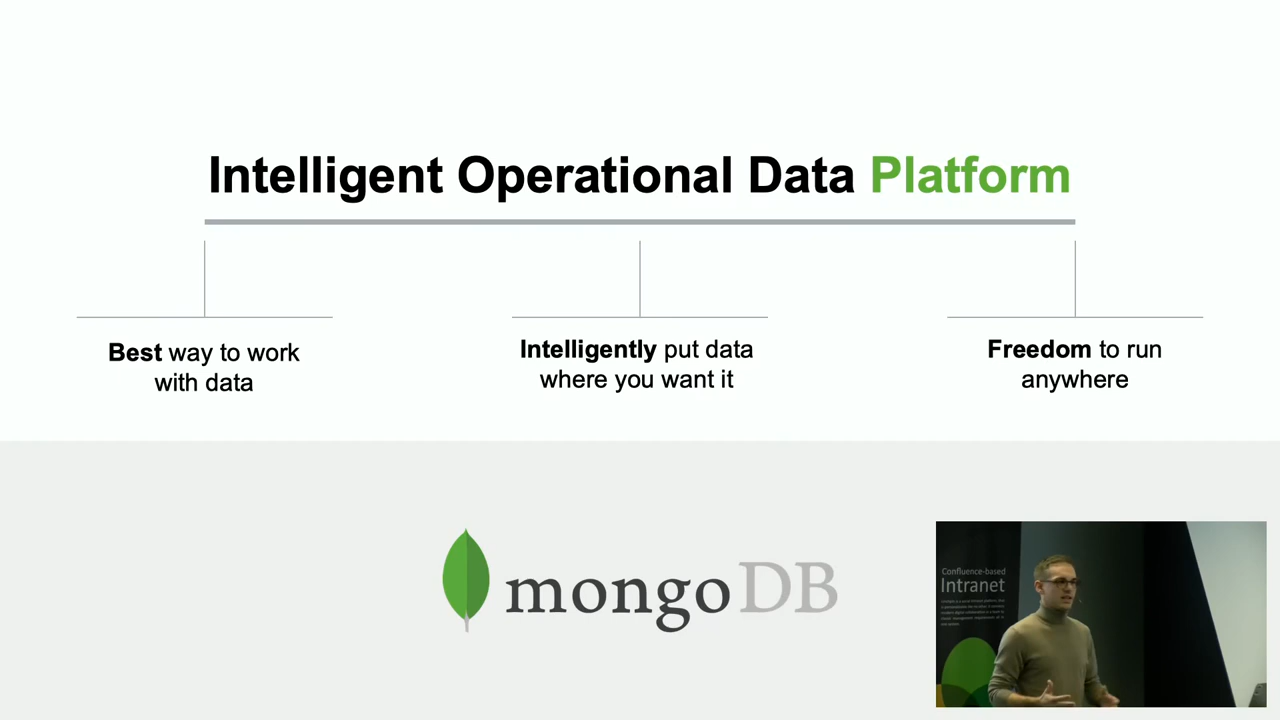 Intelligent Operational Data Platform
Best way to work
with data
Intelligently put data
where you want it
Freedom to run
anywhere
mongoDB
Confluence-based
Intranet